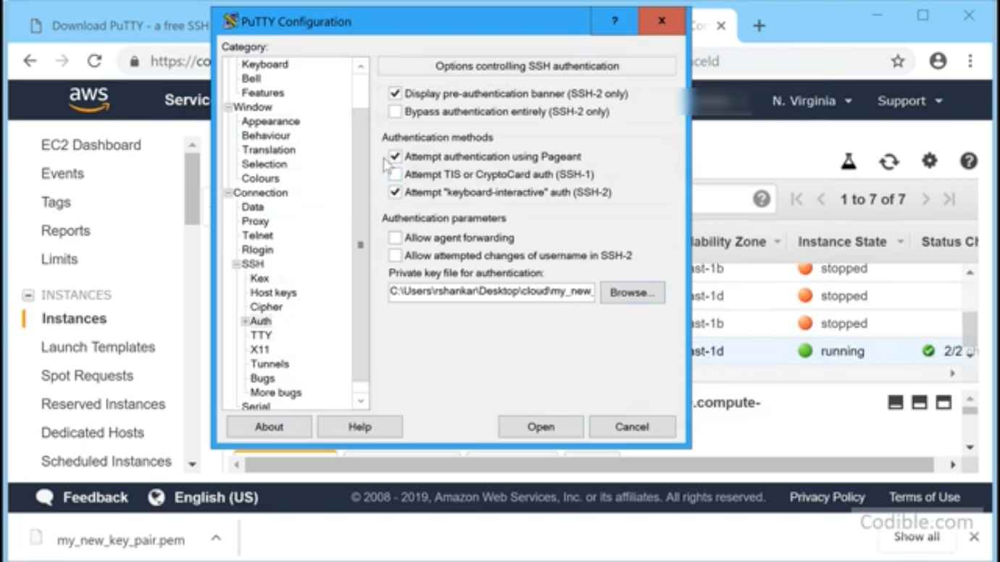 Download PuTTY - a free SSH
PuTTY Configuration
?
x
https://co
aws
Servic
N. Virginia
Support
EC2 Dashboard
Events
Tags
Reports
Limits
INSTANCES
Instances
Launch Templates
Spot Requests
Reserved Instances
Dedicated Hosts
Scheduled Instances
Category:
Keyboard
Bell
Features
Window
Appearance
Behaviour
Translation
Selection
Colours
Connection
Data
Proxy
Telnet
Rlogin
SSH
Kex
Host keys
Cipher
Auth
TTY
X11
Tunnels
Bugs
More bugs
Serial
Options controlling SSH authentication
Display pre-authentication banner (SSH-2 only)
Bypass authentication entirely (SSH-2 only)
Authentication methods
Attempt authentication using Pageant
Attempt TIS or CryptoCard auth (SSH-1)
Attempt "keyboard-interactive" auth (SSH-2)
Authentication parameters
Allow agent forwarding
Allow attempted changes of username in SSH-2
Private key file for authentication:
C:\Users\rshankar\Desktop\cloud\my_new_
Browse...
About
Help
Open
Cancel
1 to 7 of 7
lability Zone
Instance State
Status Ch
ast-1b
stopped
ast-1d
stopped
ast-1b
stopped
ast-1d
running
2/2
.compute-
Feedback
English (US)
© 2008 - 2019, Amazon Web Services, Inc. or its affiliates. All rights reserved.
Privacy Policy
Terms of Use
my_new_key_pair.pem
Codible.com
Show all